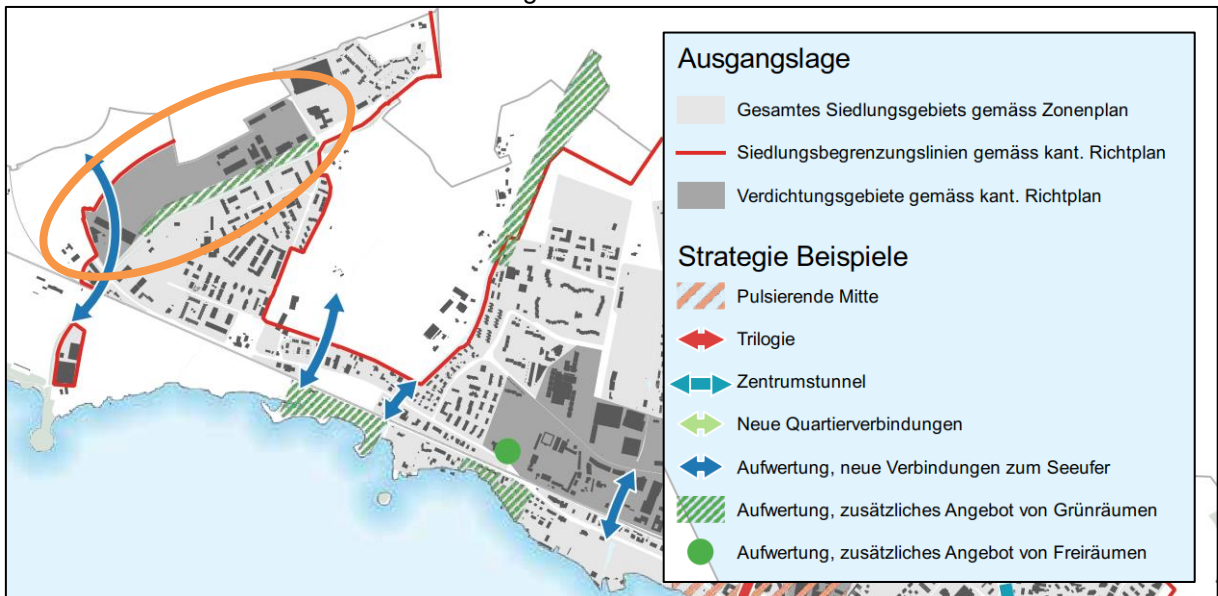 Ausgangslage
Gesamtes Siedlungsgebiets gemäss Zonenplan
Siedlungsbegrenzungslinien gemäss kant. Richtplan
Verdichtungsgebiete gemäss kant. Richtplan
Strategie Beispiele
Pulsierende Mitte
Trilogie
Zentrumstunnel
Neue Quartierverbindungen
Aufwertung, neue Verbindungen zum Seeufer
Aufwertung, zusätzliches Angebot von Grünräumen
Aufwertung, zusätzliches Angebot von Freiräumen